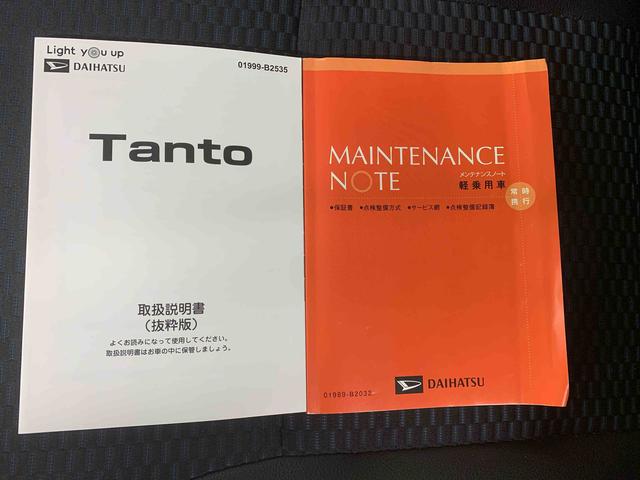 Light you up
DAIHATSU
01999-B2535
Tanto
取扱説明書
(抜粋版)
よくお読みになって使用してください。
取扱説明書はお車の中に保管しましょう。
MAINTENANCE
NOTE
メンテナンスノート
軽乗用車
常時
携行
●保証書 ●点検整備方式 ●サービス網 ●点検整備記録簿
DAIHATSU
01989-B2032